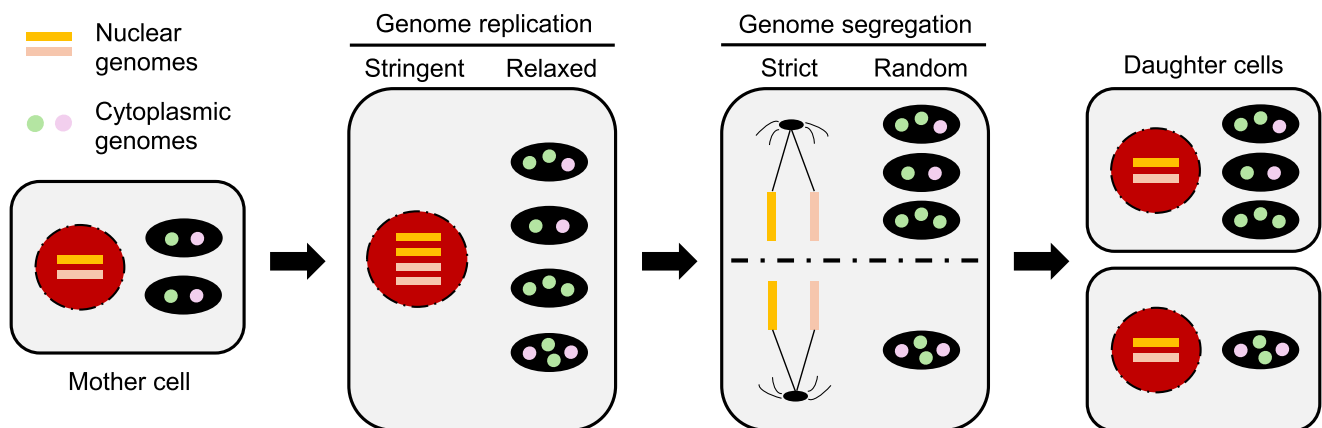 Nuclear
genomes
Cytoplasmic
genomes
Mother cell
Genome replication
Stringent Relaxed
Genome segregation
Strict Random
Daughter cells